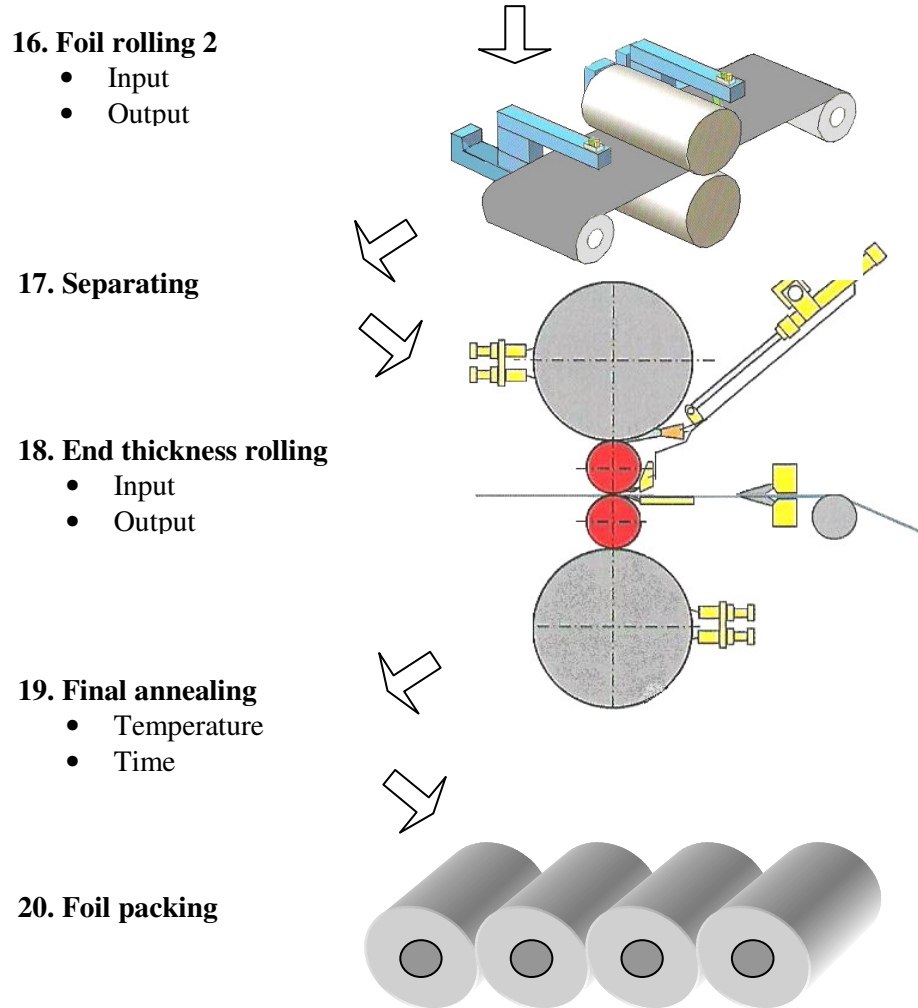 16. Foil rolling 2
• Input
• Output
17. Separating
18. End thickness rolling
• Input
• Output
19. Final annealing
• Temperature
• Time
20. Foil packing